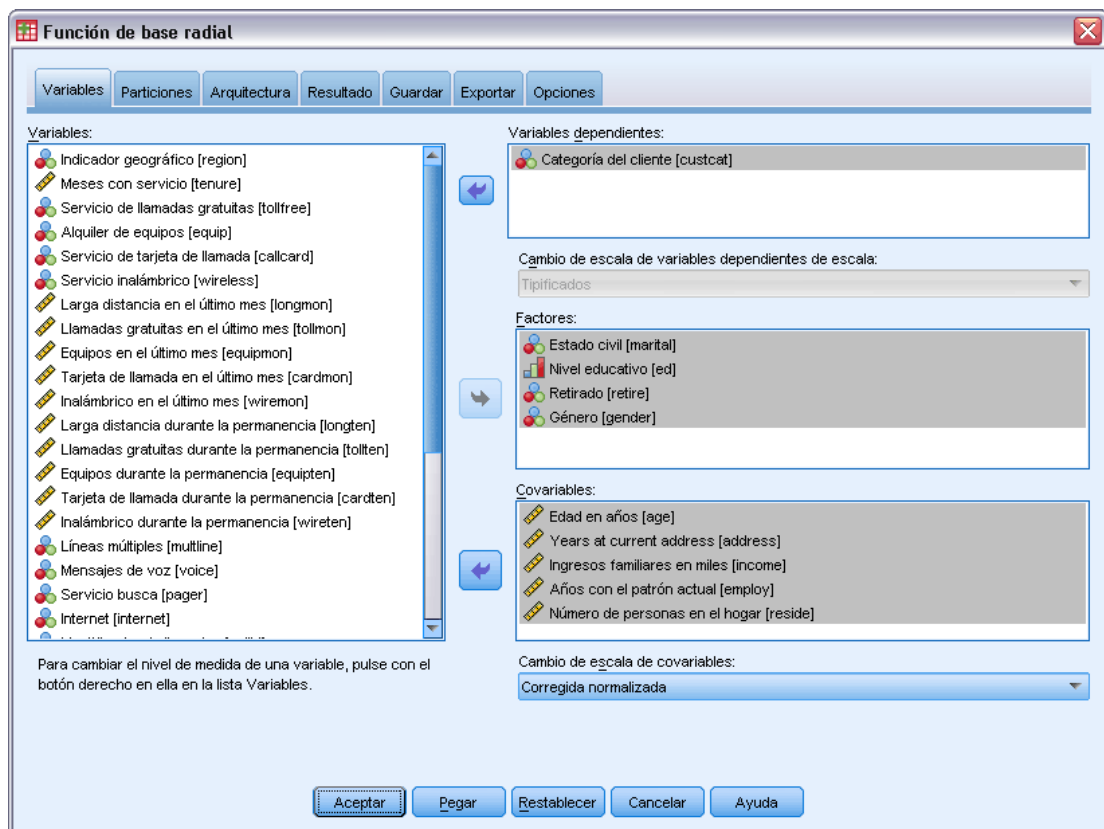 Función de base radial
Variables
Particiones
Arquitectura
Resultado
Guardar
Exportar
Opciones
Variables:
Indicador geográfico [region]
Meses con servicio [tenure]
Servicio de llamadas gratuitas [tollfree]
Alquiler de equipos [equip]
Servicio de tarjeta de llamada [callcard]
Servicio inalámbrico [wireless]
Larga distancia en el último mes [longmon]
Llamadas gratuitas en el último mes [tollmon]
Equipos en el último mes [equipmon]
Tarjeta de llamada en el último mes [cardmon]
Inalámbrico en el último mes [wiremon]
Larga distancia durante la permanencia [longten]
Llamadas gratuitas durante la permanencia [tollten]
Equipos durante la permanencia [equipten]
Tarjeta de llamada durante la permanencia [cardten]
Inalámbrico durante la permanencia [wireten]
Líneas múltiples [multline]
Mensajes de voz [voice]
Servicio busca [pager]
Internet [internet]
Para cambiar el nivel de medida de una variable, pulse con el
botón derecho en ella en la lista Variables.
Variables dependientes:
Categoría del cliente [custcat]
Cambio de escala de variables dependientes de escala:
Tipificados
Factores:
Estado civil [marital]
Nivel educativo [ed]
Retirado [retire]
Género [gender]
Covariables:
Edad en años [age]
Years at current address [address]
Ingresos familiares en miles [income]
Años con el patrón actual [employ]
Número de personas en el hogar [reside]
Cambio de escala de covariables:
Corregida normalizada
Aceptar
Pegar
Restablecer
Cancelar
Ayuda